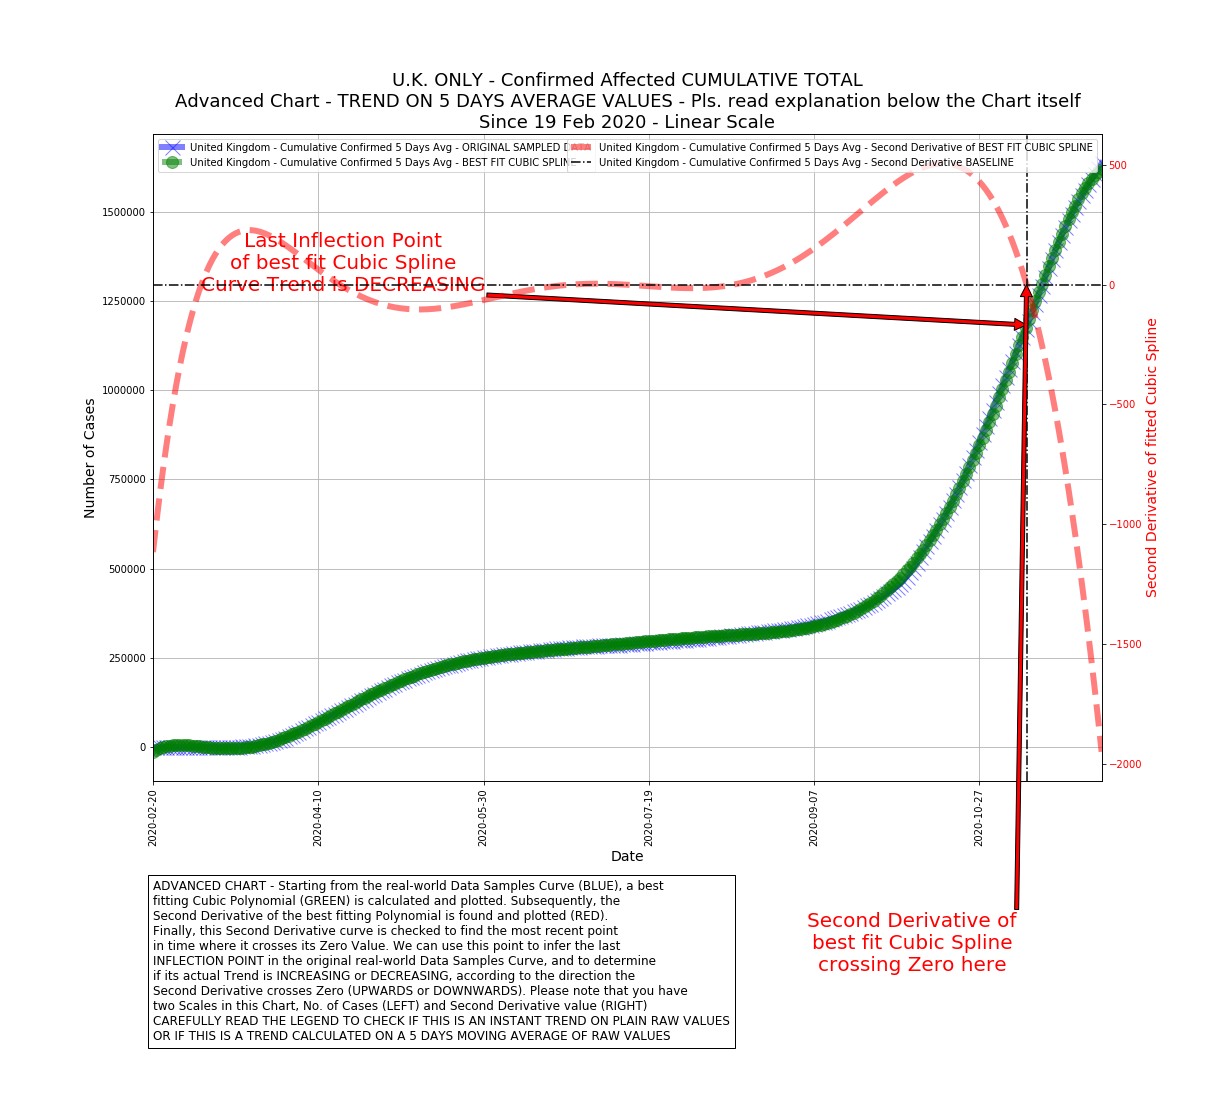 U.K. ONLY - Confirmed Affected CUMULATIVE TOTAL
Advanced Chart - TREND ON 5 DAYS AVERAGE VALUES - Pls. read explanation below the Chart itself
Since 19 Feb 2020 - Linear Scale
United Kingdom - Cumulative Confirmed 5 Days Avg - ORIGINAL SAMPLED
United Kingdom - Cumulative Confirmed 5 Days Avg - BEST FIT CUBIC SPLINE
United Kingdom - Cumulative Confirmed 5 Days Avg - Second Derivative of BEST FIT CUBIC SPLINE
United Kingdom - Cumulative Confirmed 5 Days Avg - Second Derivative BASELINE
Last Inflection Point
of best fit Cubic Spline
Curve Trend is DECREASING
1500000
1250000
1000000
750000
500000
250000
0
Number of Cases
500
0
−500
−1000
−1500
−2000
Second Derivative of fitted Cubic Spline
2020-02-20
2020-04-10
2020-05-30
2020-07-19
2020-09-07
2020-10-27
Date
ADVANCED CHART - Starting from the real-world Data Samples Curve (BLUE), a best
fitting Cubic Polynomial (GREEN) is calculated and plotted. Subsequently, the
Second Derivative of the best fitting Polynomial is found and plotted (RED).
Finally, this Second Derivative curve is checked to find the most recent point
in time where it crosses its Zero Value. We can use this point to infer the last
INFLECTION POINT in the original real-world Data Samples Curve, and to determine
if its actual Trend is INCREASING or DECREASING, according to the direction the
Second Derivative crosses Zero (UPWARDS or DOWNWARDS). Please note that you have
two Scales in this Chart, No. of Cases (LEFT) and Second Derivative value (RIGHT)
CAREFULLY READ THE LEGEND TO CHECK IF THIS IS AN INSTANT TREND ON PLAIN RAW VALUES
OR IF THIS IS A TREND CALCULATED ON A 5 DAYS MOVING AVERAGE OF RAW VALUES
Second Derivative of
best fit Cubic Spline
crossing Zero here